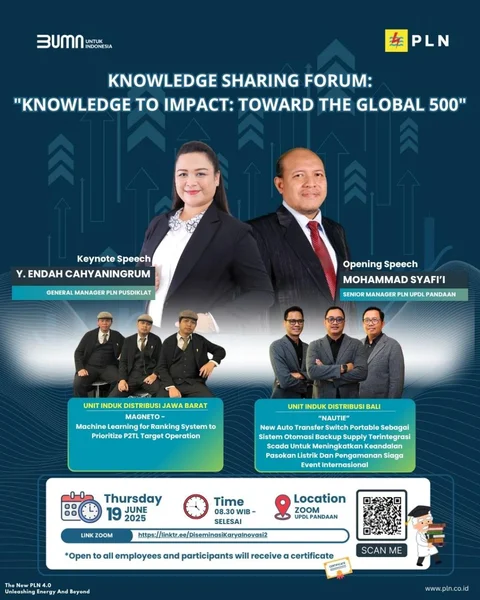 BUMN UNTUK
INDONESIA
PLN
KNOWLEDGE SHARING FORUM:
"KNOWLEDGE TO IMPACT: TOWARD THE GLOBAL 500"
Keynote Speech
Y. ENDAH CAHYANINGRUM
GENERAL MANAGER PLN PUSDIKLAT
Opening Speech
MOHAMMAD SYAFI'I
SENIOR MANAGER PLN UPDL PANDAAN
UNIT INDUK DISTRIBUSI JAWA BARAT
MAGNETO -
Machine Learning for Ranking System to
Prioritize P2TL Target Operation
UNIT INDUK DISTRIBUSI BALI
"NAUTIE"
New Auto Transfer Switch Portable Sebagai
Sistem Otomasi Backup Supply Terintegrasi
Scada Untuk Meningkatkan Keandalan
Pasokan Listrik Dan Pengamanan Siaga
Event Internasional
Thursday
19 JUNE
2025
Time
08.30 WIB -
SELESAI
Location
ZOOM
UPDL PANDAAN
LINK ZOOM
https://linktr.ee/DiseminasiKaryaInovasi2
SCAN ME
*Open to all employees and participants will receive a certificate
The New PLN 4.0
Unleashing Energy And Beyond
www.pln.co.id